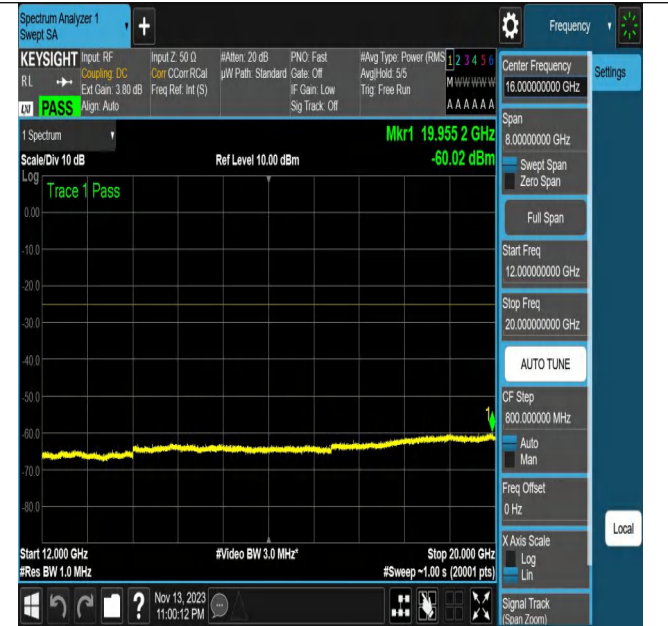 Spectrum Analyzer 1
Swept SA
+
Frequency
KEYSIGHT
RL
LXI
PASS
Input: RF
Coupling: DC
Ext Gain: 3.80 dB
Align: Auto
Input Z: 50 Ω
Corr CCorr RCal
Freq Ref: Int (S)
#Atten: 20 dB
µW Path: Standard
PNO: Fast
Gate: Off
IF Gain: Low
Sig Track: Off
#Avg Type: Power (RMS
Avg|Hold: 5/5
Trig: Free Run
1 2 3 4 5 6
M W W W W W
A A A A A A
Center Frequency
16.000000000 GHz
Settings
1 Spectrum
Mkr1 19.955 2 GHz
Scale/Div 10 dB
Ref Level 10.00 dBm
-60.02 dBm
Log
Trace 1 Pass
0.00
-10.0
-20.0
-30.0
-40.0
-50.0
-60.0
-70.0
-80.0
1
Span
8.00000000 GHz
Swept Span
Zero Span
Full Span
Start Freq
12.000000000 GHz
Stop Freq
20.000000000 GHz
AUTO TUNE
CF Step
800.000000 MHz
Auto
Man
Freq Offset
0 Hz
X Axis Scale
Log
Lin
Local
Signal Track
(Span Zoom)
Start 12.000 GHz
#Video BW 3.0 MHz*
Stop 20.000 GHz
#Res BW 1.0 MHz
#Sweep ~1.00 s (20001 pts)
?
Nov 13, 2023
11:00:12 PM